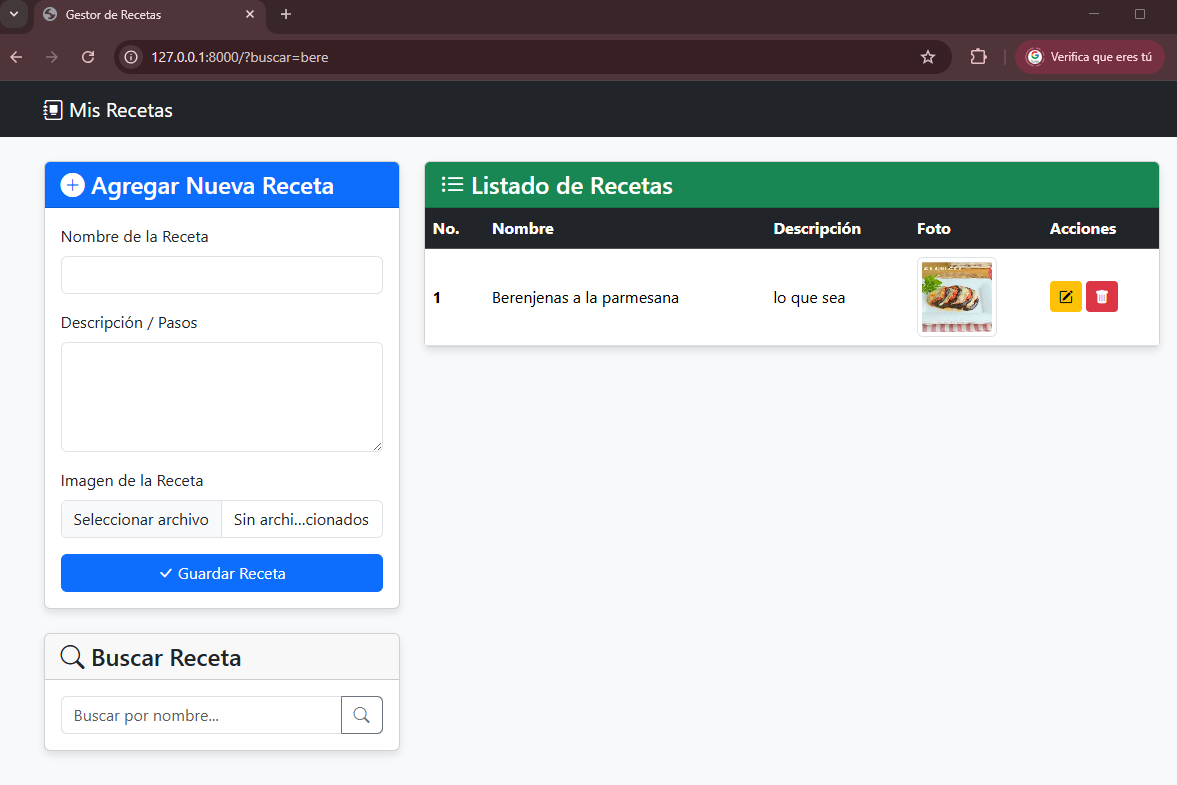 Gestor de Recetas
127.0.0.1:8000/?buscar=bere
Verifica que eres tú
Mis Recetas
Agregar Nueva Receta
Nombre de la Receta
Descripción / Pasos
Imagen de la Receta
Seleccionar archivo Sin archi...cionados
Guardar Receta
Buscar Receta
Buscar por nombre...
Listado de Recetas
No. Nombre Descripción Foto Acciones
1 Berenjenas a la parmesana lo que sea